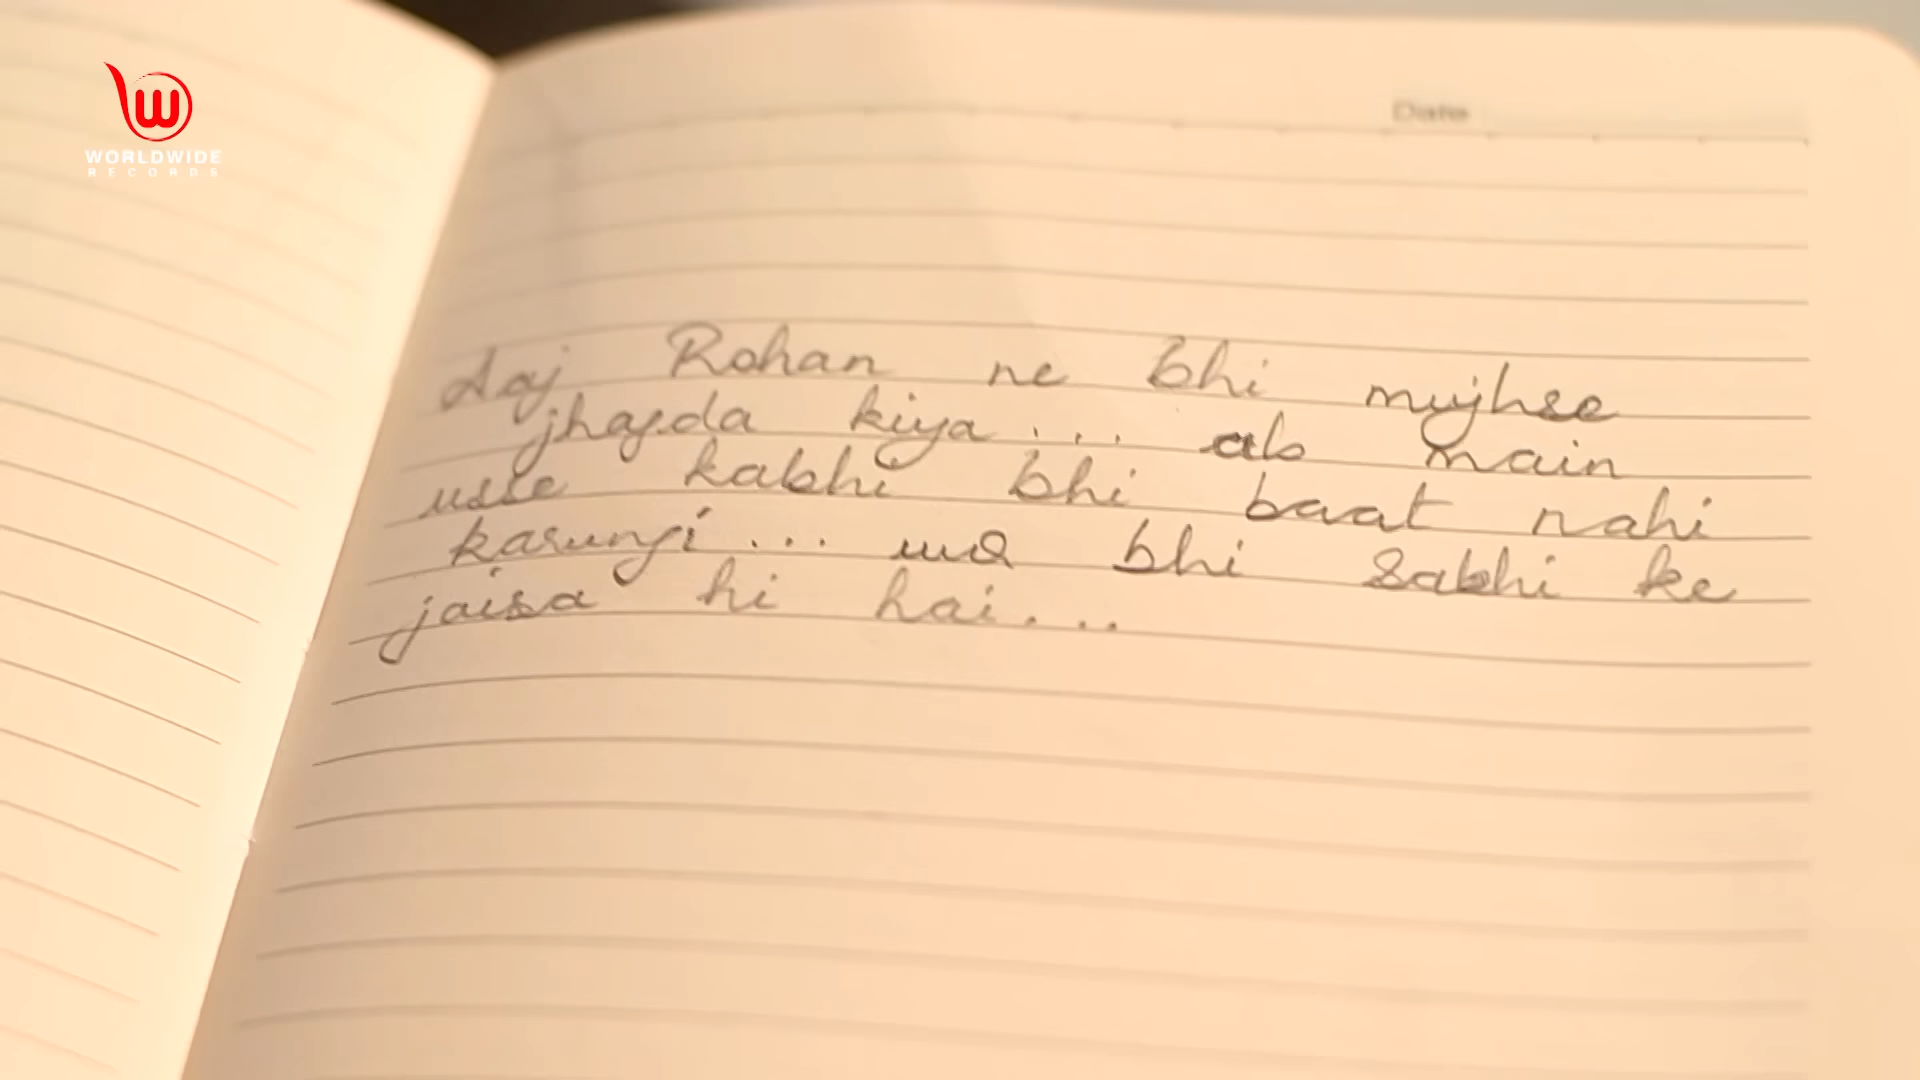 W
WORLDWIDE
RECORDS
Date
Aaj Rohan ne bhi mujhse
jhagda kiya... ab main
usse kabhi bhi baat nahi
karungi... wo bhi sabhi ke
jaisa hi hai...